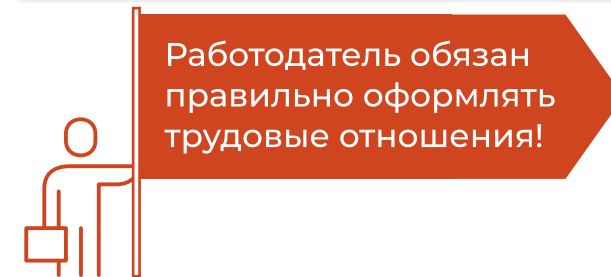 Работодатель обязан
правильно оформлять
трудовые отношения!